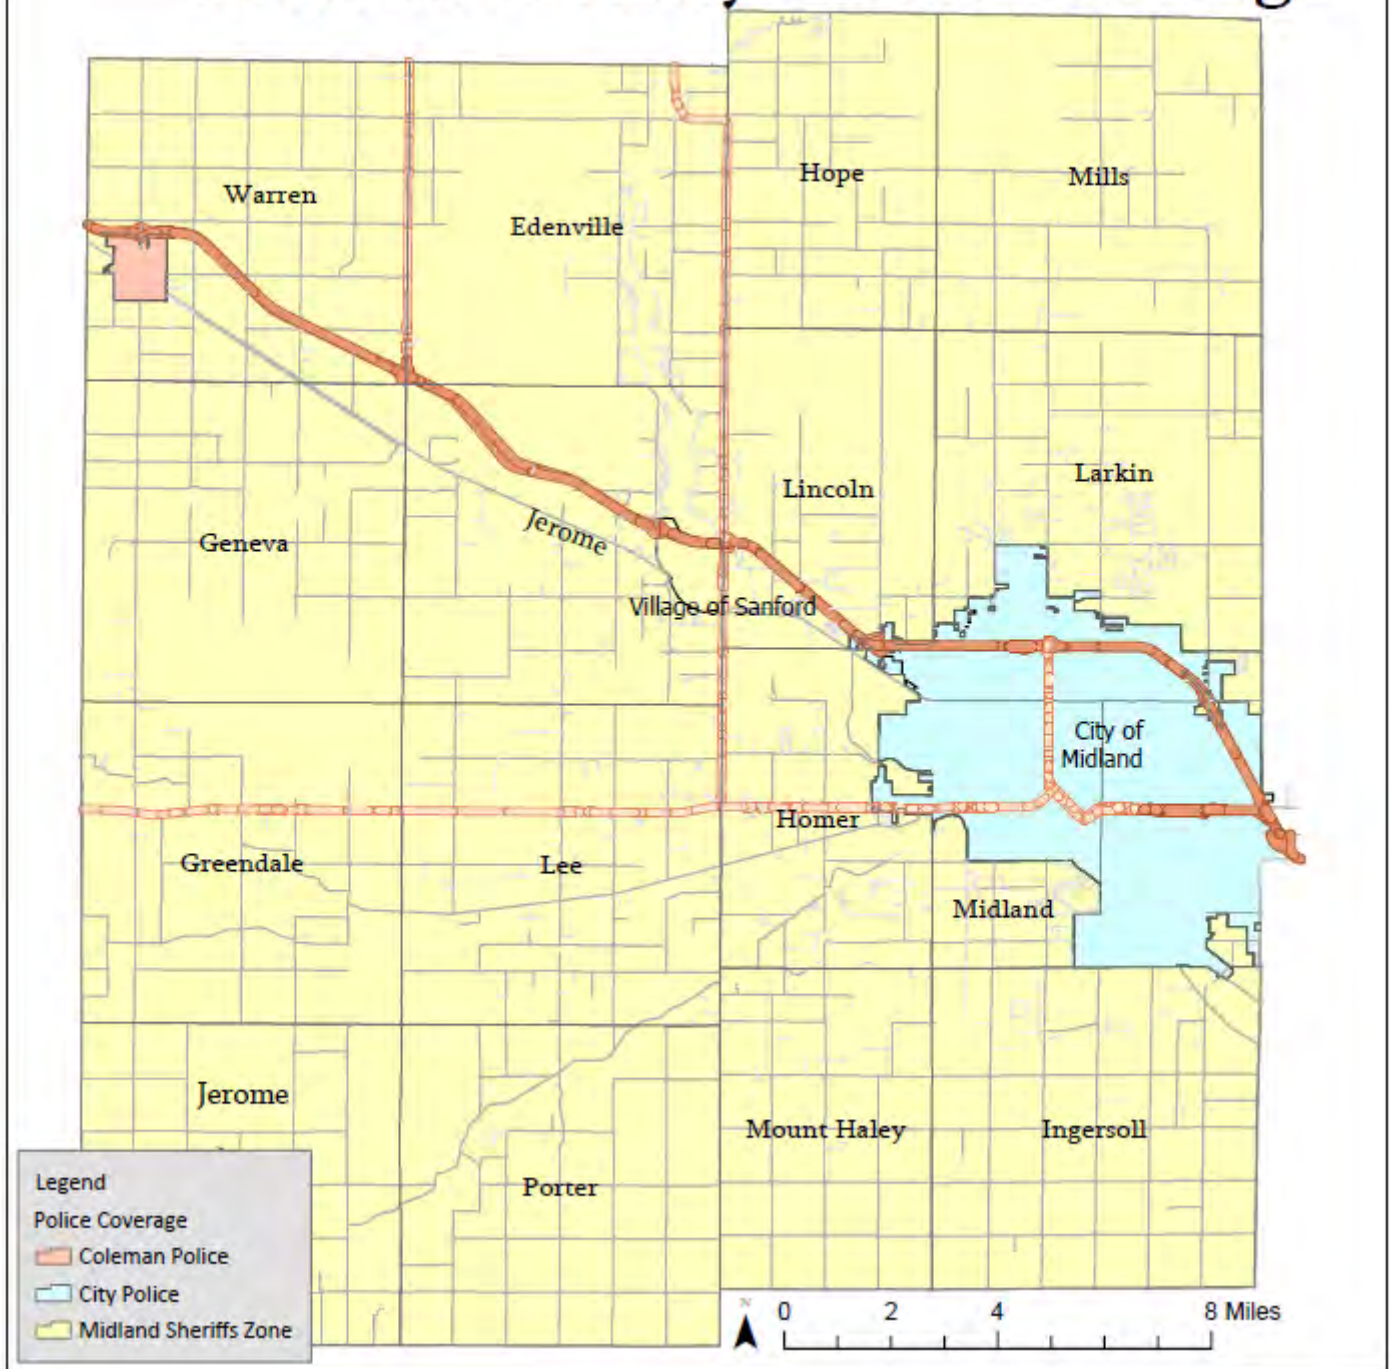 Hope
Mills
Warren
Edenville
Larkin
Lincoln
Jerome
Geneva
Village of Sanford
City of
Midland
Homer
Greendale
Lee
Midland
Jerome
Mount Haley
Ingersoll
Porter
Legend
Police Coverage
Coleman Police
City Police
Midland Sheriffs Zone
N
0 2 4 8 Miles